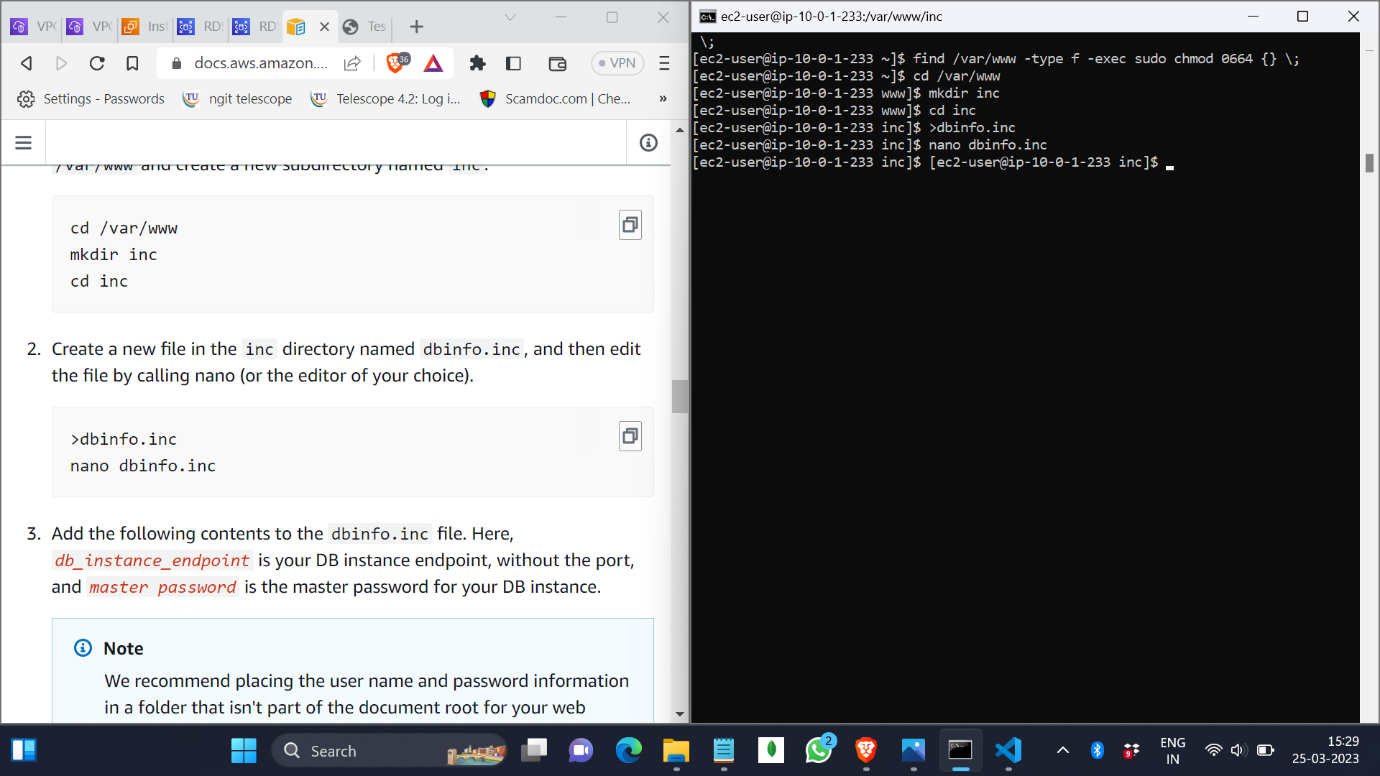 VPC
VPC
Ins
RD
RD
Tes
docs.aws.amazon....
36
VPN
Settings - Passwords
ngit telescope
Telescope 4.2: Log i...
Scamdoc.com | Che...
»
/var/www and create a new subdirectory named inc.
cd /var/www
mkdir inc
cd inc
2. Create a new file in the inc directory named dbinfo.inc, and then edit
the file by calling nano (or the editor of your choice).
>dbinfo.inc
nano dbinfo.inc
3. Add the following contents to the dbinfo.inc file. Here,
db_instance_endpoint is your DB instance endpoint, without the port,
and master password is the master password for your DB instance.
Note
We recommend placing the user name and password information
in a folder that isn't part of the document root for your web
ec2-user@ip-10-0-1-233:/var/www/inc
\;
[ec2-user@ip-10-0-1-233 ~]$ find /var/www -type f -exec sudo chmod 0664 {} \;
[ec2-user@ip-10-0-1-233 ~]$ cd /var/www
[ec2-user@ip-10-0-1-233 www]$ mkdir inc
[ec2-user@ip-10-0-1-233 www]$ cd inc
[ec2-user@ip-10-0-1-233 inc]$ >dbinfo.inc
[ec2-user@ip-10-0-1-233 inc]$ nano dbinfo.inc
[ec2-user@ip-10-0-1-233 inc]$ [ec2-user@ip-10-0-1-233 inc]$
Search
2
9
ENG
IN
15:29
25-03-2023